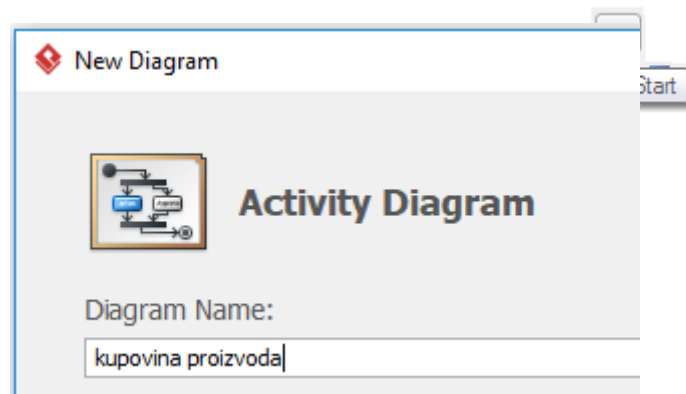 New Diagram
Start
Activity Diagram
Diagram Name:
kupovina proizvoda